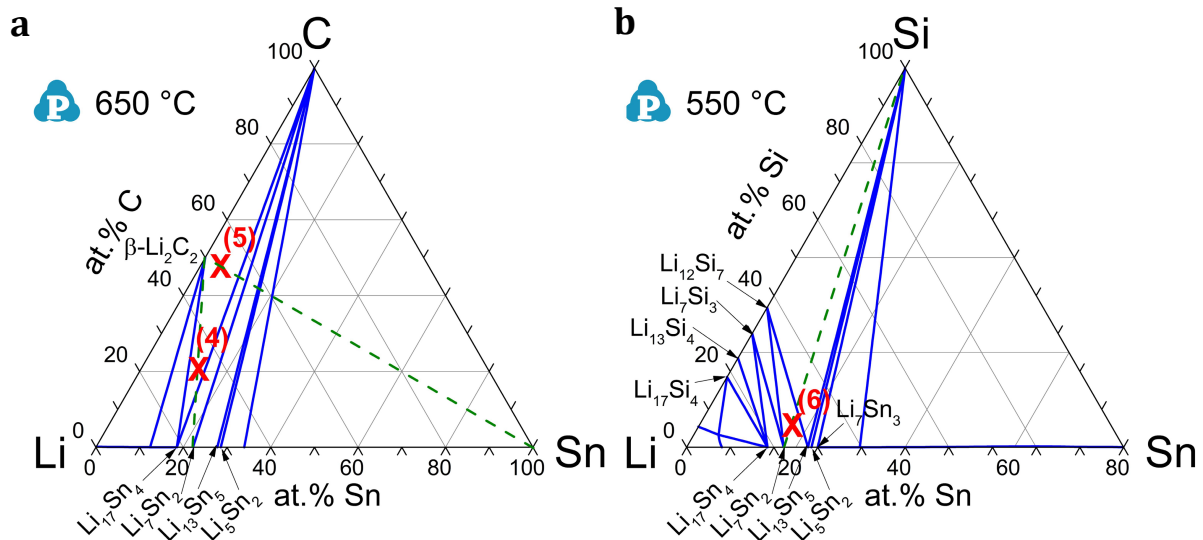 a
C
100
P 650 °C
80
60
at.% C
β-Li₂C₂
(5)
X
40
(4)
X
20
0
Li
Sn
0
20
40
60
80
100
at.% Sn
Li₁₇Sn₄
Li₇Sn₂
Li₁₃Sn₅
Li₅Sn₂
b
Si
100
P 550 °C
80
60
at.% Si
Li₁₂Si₇
40
Li₇Si₃
Li₁₃Si₄
20
Li₁₇Si₄
(6)
X
Li₇Sn₃
0
Li
Sn
0
20
40
60
80
at.% Sn
Li₁₇Sn₄
Li₇Sn₂
Li₁₃Sn₅
Li₅Sn₂